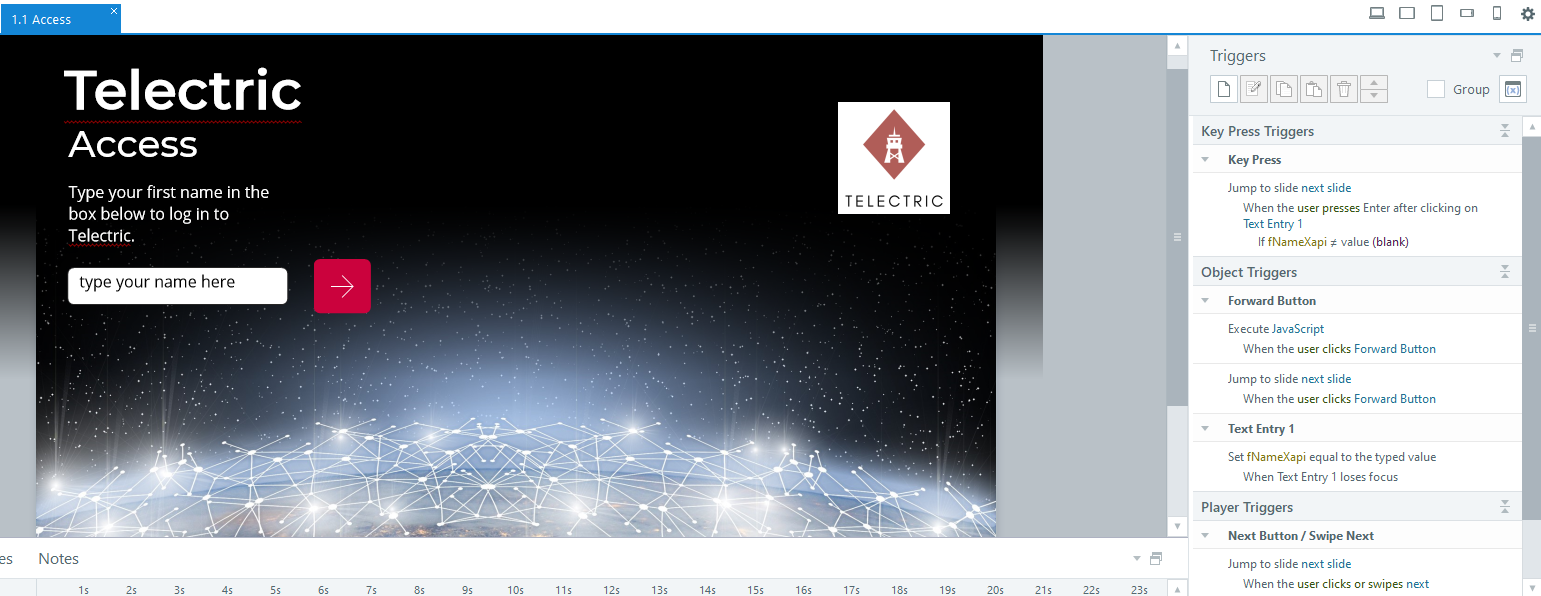 1.1 Access
Telectric
Access
Type your first name in the
box below to log in to
Telectric.
type your name here
TELECTRIC
es
Notes
1s 2s 3s 4s 5s 6s 7s 8s 9s 10s 11s 12s 13s 14s 15s 16s 17s 18s 19s 20s 21s 22s 23s
Triggers
Group
(x)
Key Press Triggers
Key Press
Jump to slide next slide
When the user presses Enter after clicking on
Text Entry 1
If fNameXapi ≠ value (blank)
Object Triggers
Forward Button
Execute JavaScript
When the user clicks Forward Button
Jump to slide next slide
When the user clicks Forward Button
Text Entry 1
Set fNameXapi equal to the typed value
When Text Entry 1 loses focus
Player Triggers
Next Button / Swipe Next
Jump to slide next slide
When the user clicks or swipes next